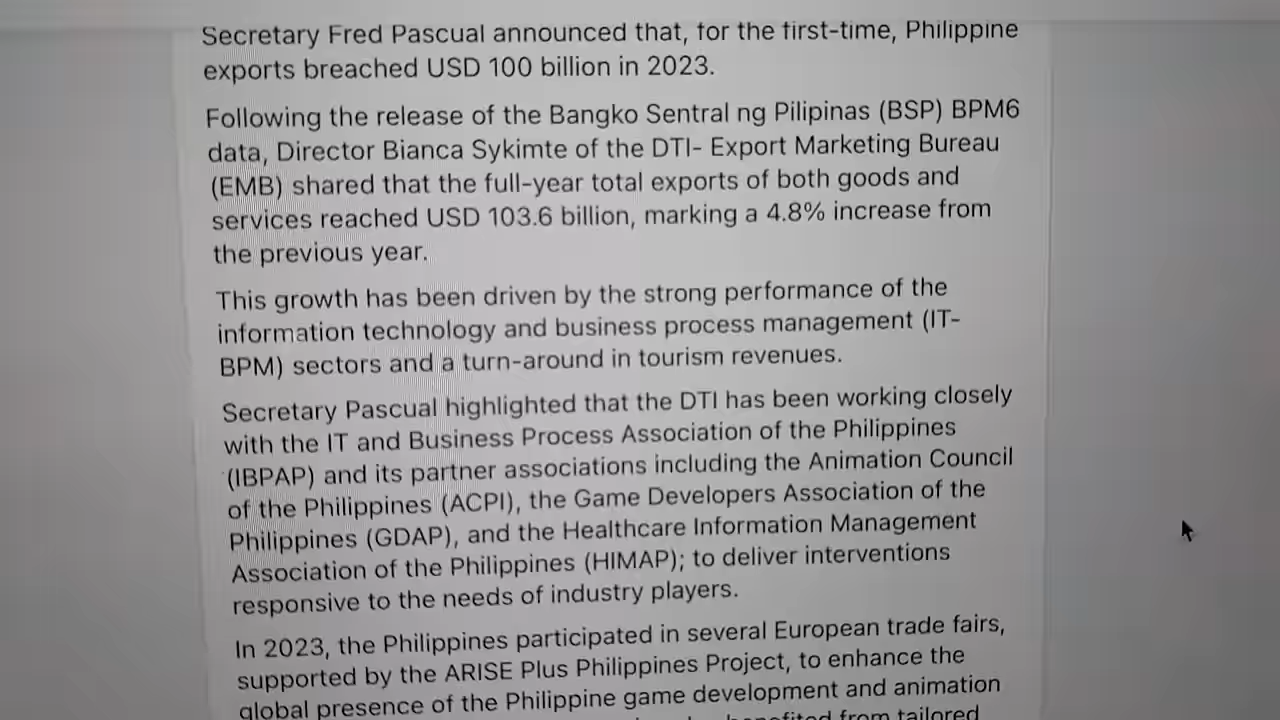 Secretary Fred Pascual announced that, for the first-time, Philippine
exports breached USD 100 billion in 2023.
Following the release of the Bangko Sentral ng Pilipinas (BSP) BPM6
data, Director Bianca Sykimte of the DTI- Export Marketing Bureau
(EMB) shared that the full-year total exports of both goods and
services reached USD 103.6 billion, marking a 4.8% increase from
the previous year.
This growth has been driven by the strong performance of the
information technology and business process management (IT-
BPM) sectors and a turn-around in tourism revenues.
Secretary Pascual highlighted that the DTI has been working closely
with the IT and Business Process Association of the Philippines
(IBPAP) and its partner associations including the Animation Council
of the Philippines (ACPI), the Game Developers Association of the
Philippines (GDAP), and the Healthcare Information Management
Association of the Philippines (HIMAP); to deliver interventions
responsive to the needs of industry players.
In 2023, the Philippines participated in several European trade fairs,
supported by the ARISE Plus Philippines Project, to enhance the
global presence of the Philippine game development and animation
benefited from tailored